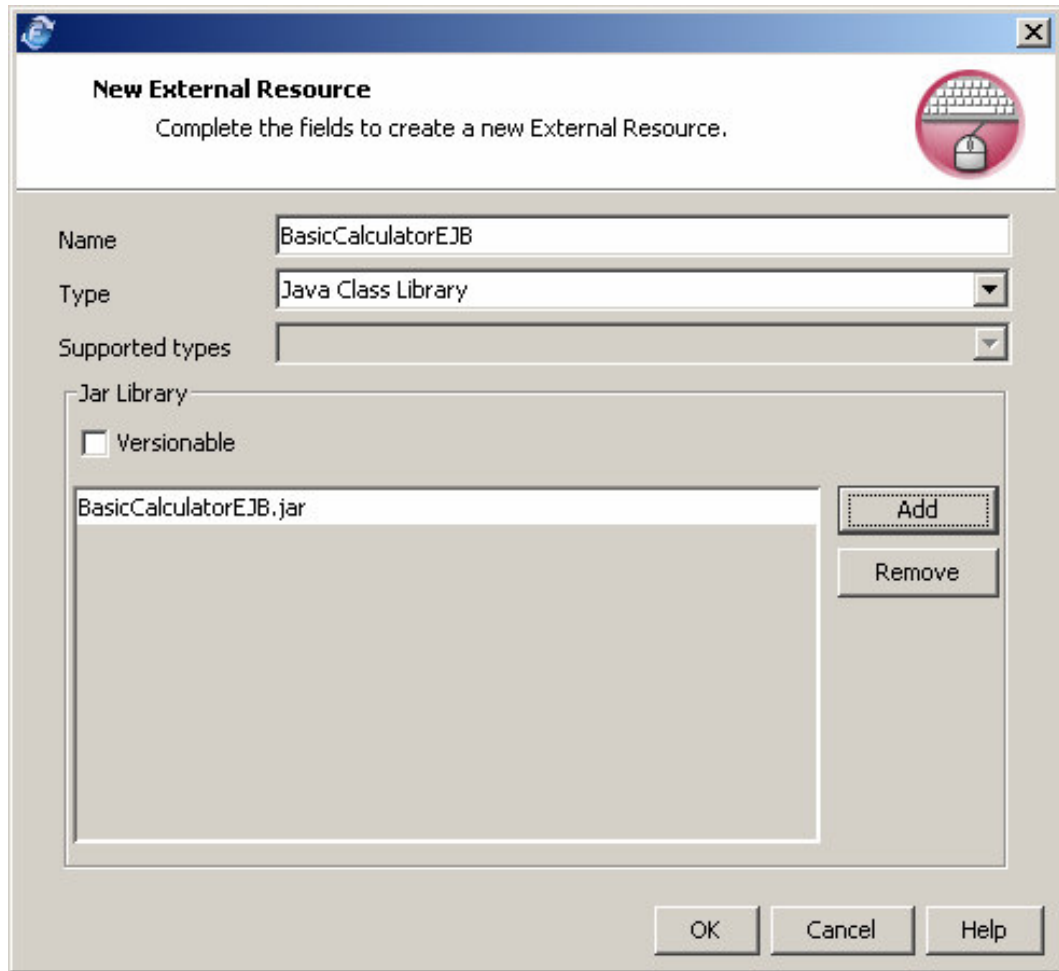 New External Resource
Complete the fields to create a new External Resource.
Name
BasicCalculatorEJB
Type
Java Class Library
Supported types
Jar Library
Versionable
BasicCalculatorEJB.jar
Add
Remove
OK
Cancel
Help